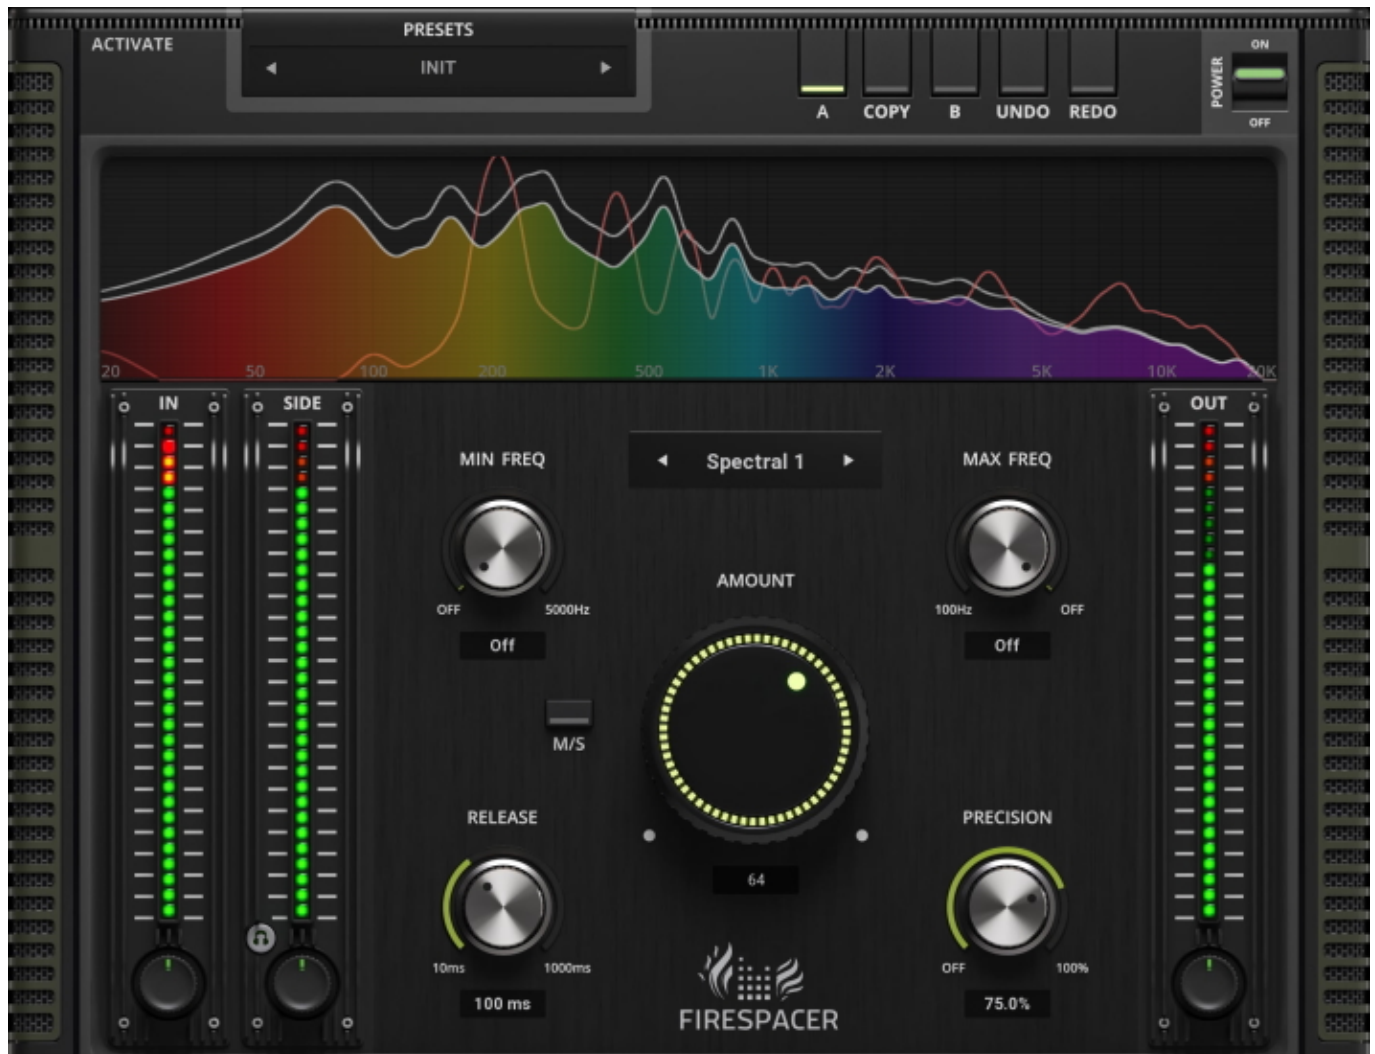 ACTIVATE
PRESETS
INIT
A
COPY
B
UNDO
REDO
POWER
ON
OFF
20 50 100 200 500 1K 2K 5K 10K 20K
IN
SIDE
OUT
MIN FREQ
Spectral 1
MAX FREQ
OFF 5000Hz
Off
100Hz OFF
Off
AMOUNT
64
M/S
RELEASE
10ms 1000ms
100 ms
PRECISION
OFF 100%
75.0%
FIRESPACER